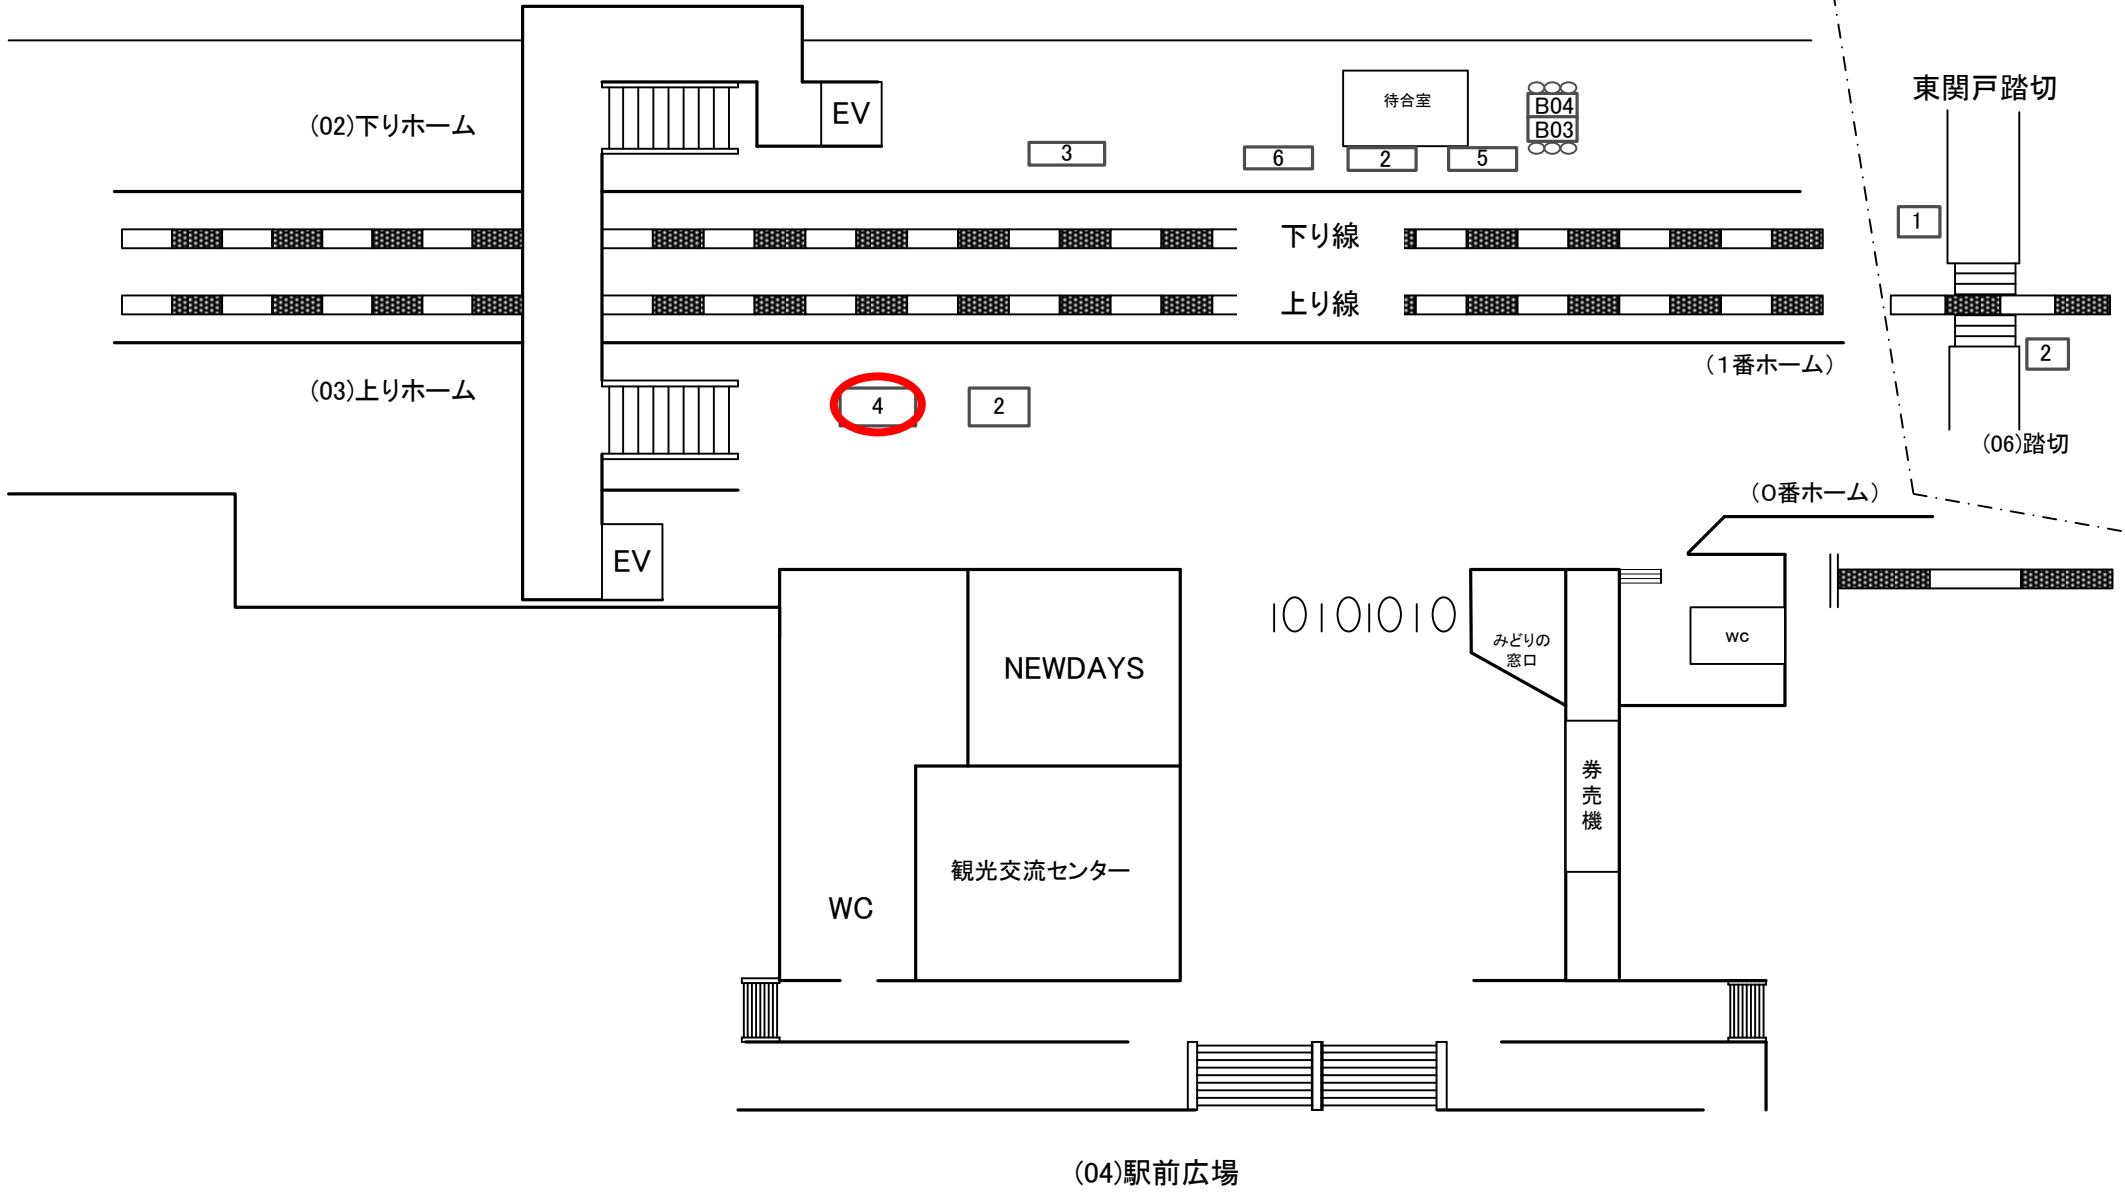 東関戸踏切
待合室
EV
B04
(02)下りホーム
B03
3
6
2
5
1
下り線
上り線
2
(1番ホーム)
(03)上りホーム
4
2
(06)踏切
(0番ホーム)
EV
みどりの
窓口
wc
NEWDAYS
券売機
観光交流センター
WC
(04)駅前広場